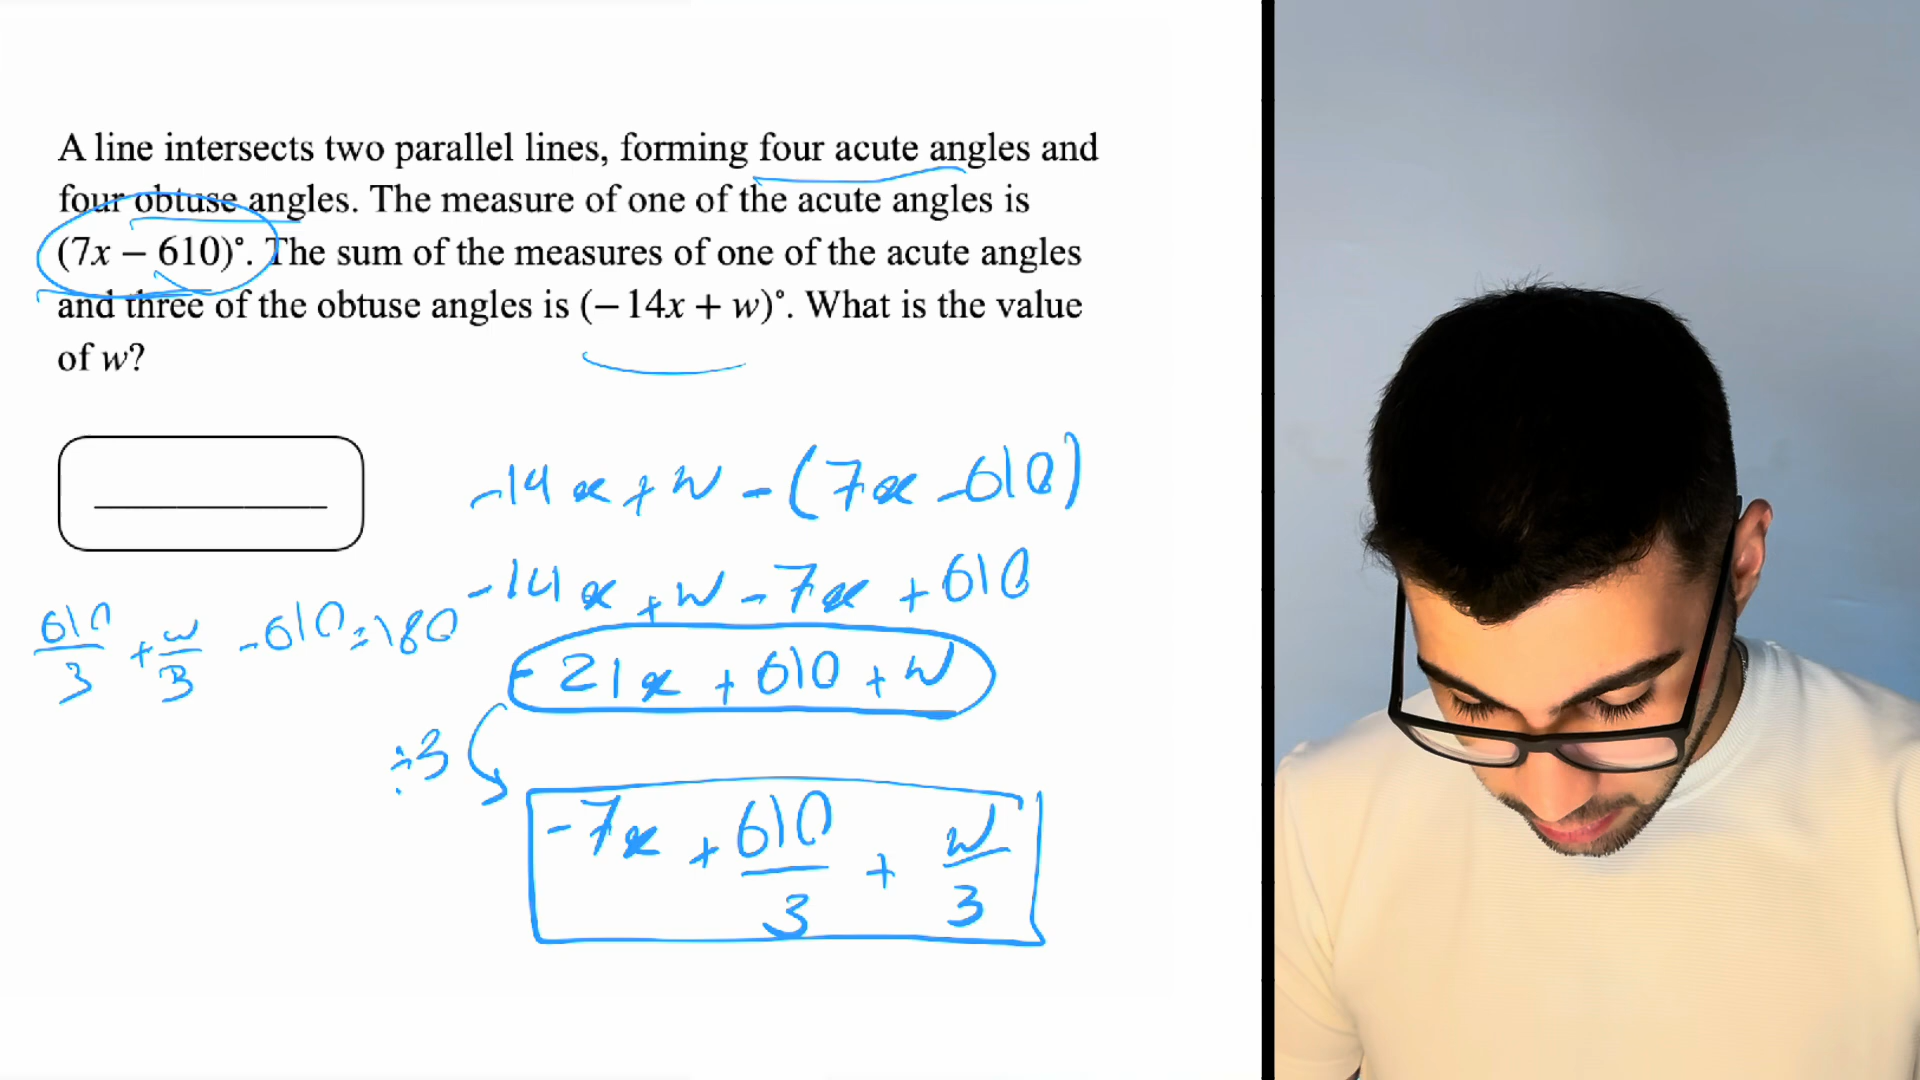 A line intersects two parallel lines, forming four acute angles and
four obtuse angles. The measure of one of the acute angles is
(7x − 610)°. The sum of the measures of one of the acute angles
and three of the obtuse angles is (−14x + w)°. What is the value
of w?
-14x + w - (7x - 610)
-14x + w - 7x + 610
610/3 + w/3 - 610 = 180
-21x + 610 + w
÷3
-7x + 610/3 + w/3